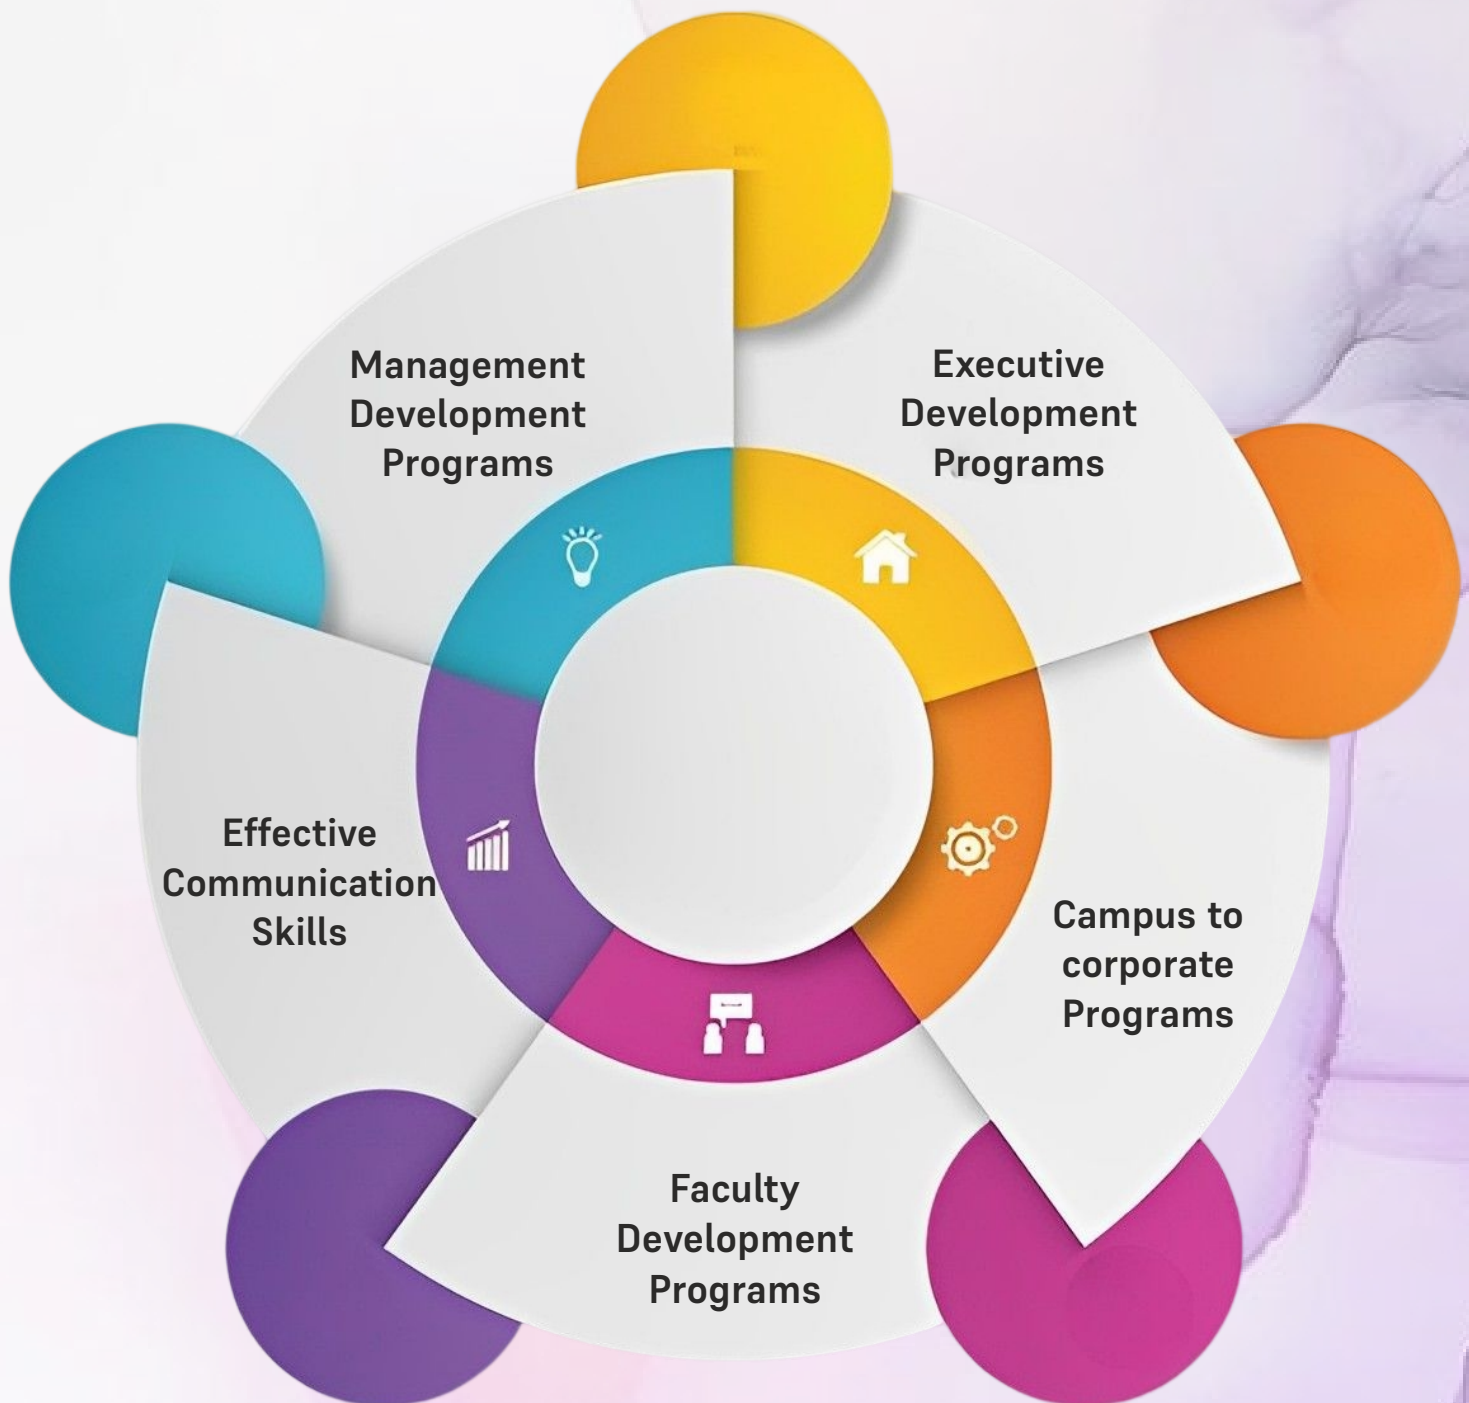 Management
Development
Programs
Executive
Development
Programs
Effective
Communication
Skills
Campus to
corporate
Programs
Faculty
Development
Programs